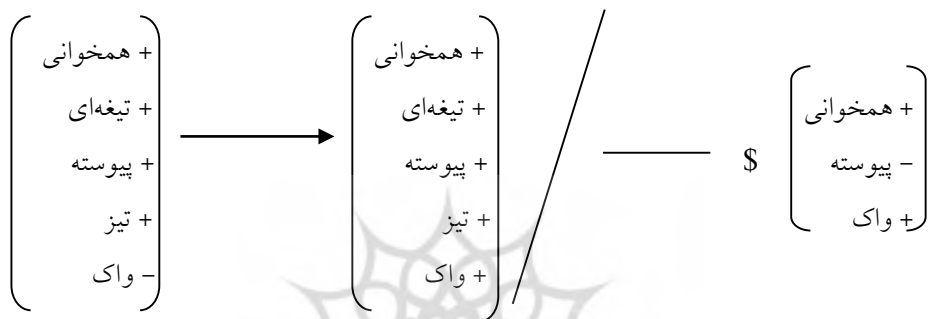 + همخوانی
+ تیغه‌ای
+ پیوسته
+ تیز
– واک
+ همخوانی
+ تیغه‌ای
+ پیوسته
+ تیز
+ واک
$
+ همخوانی
– پیوسته
+ واک